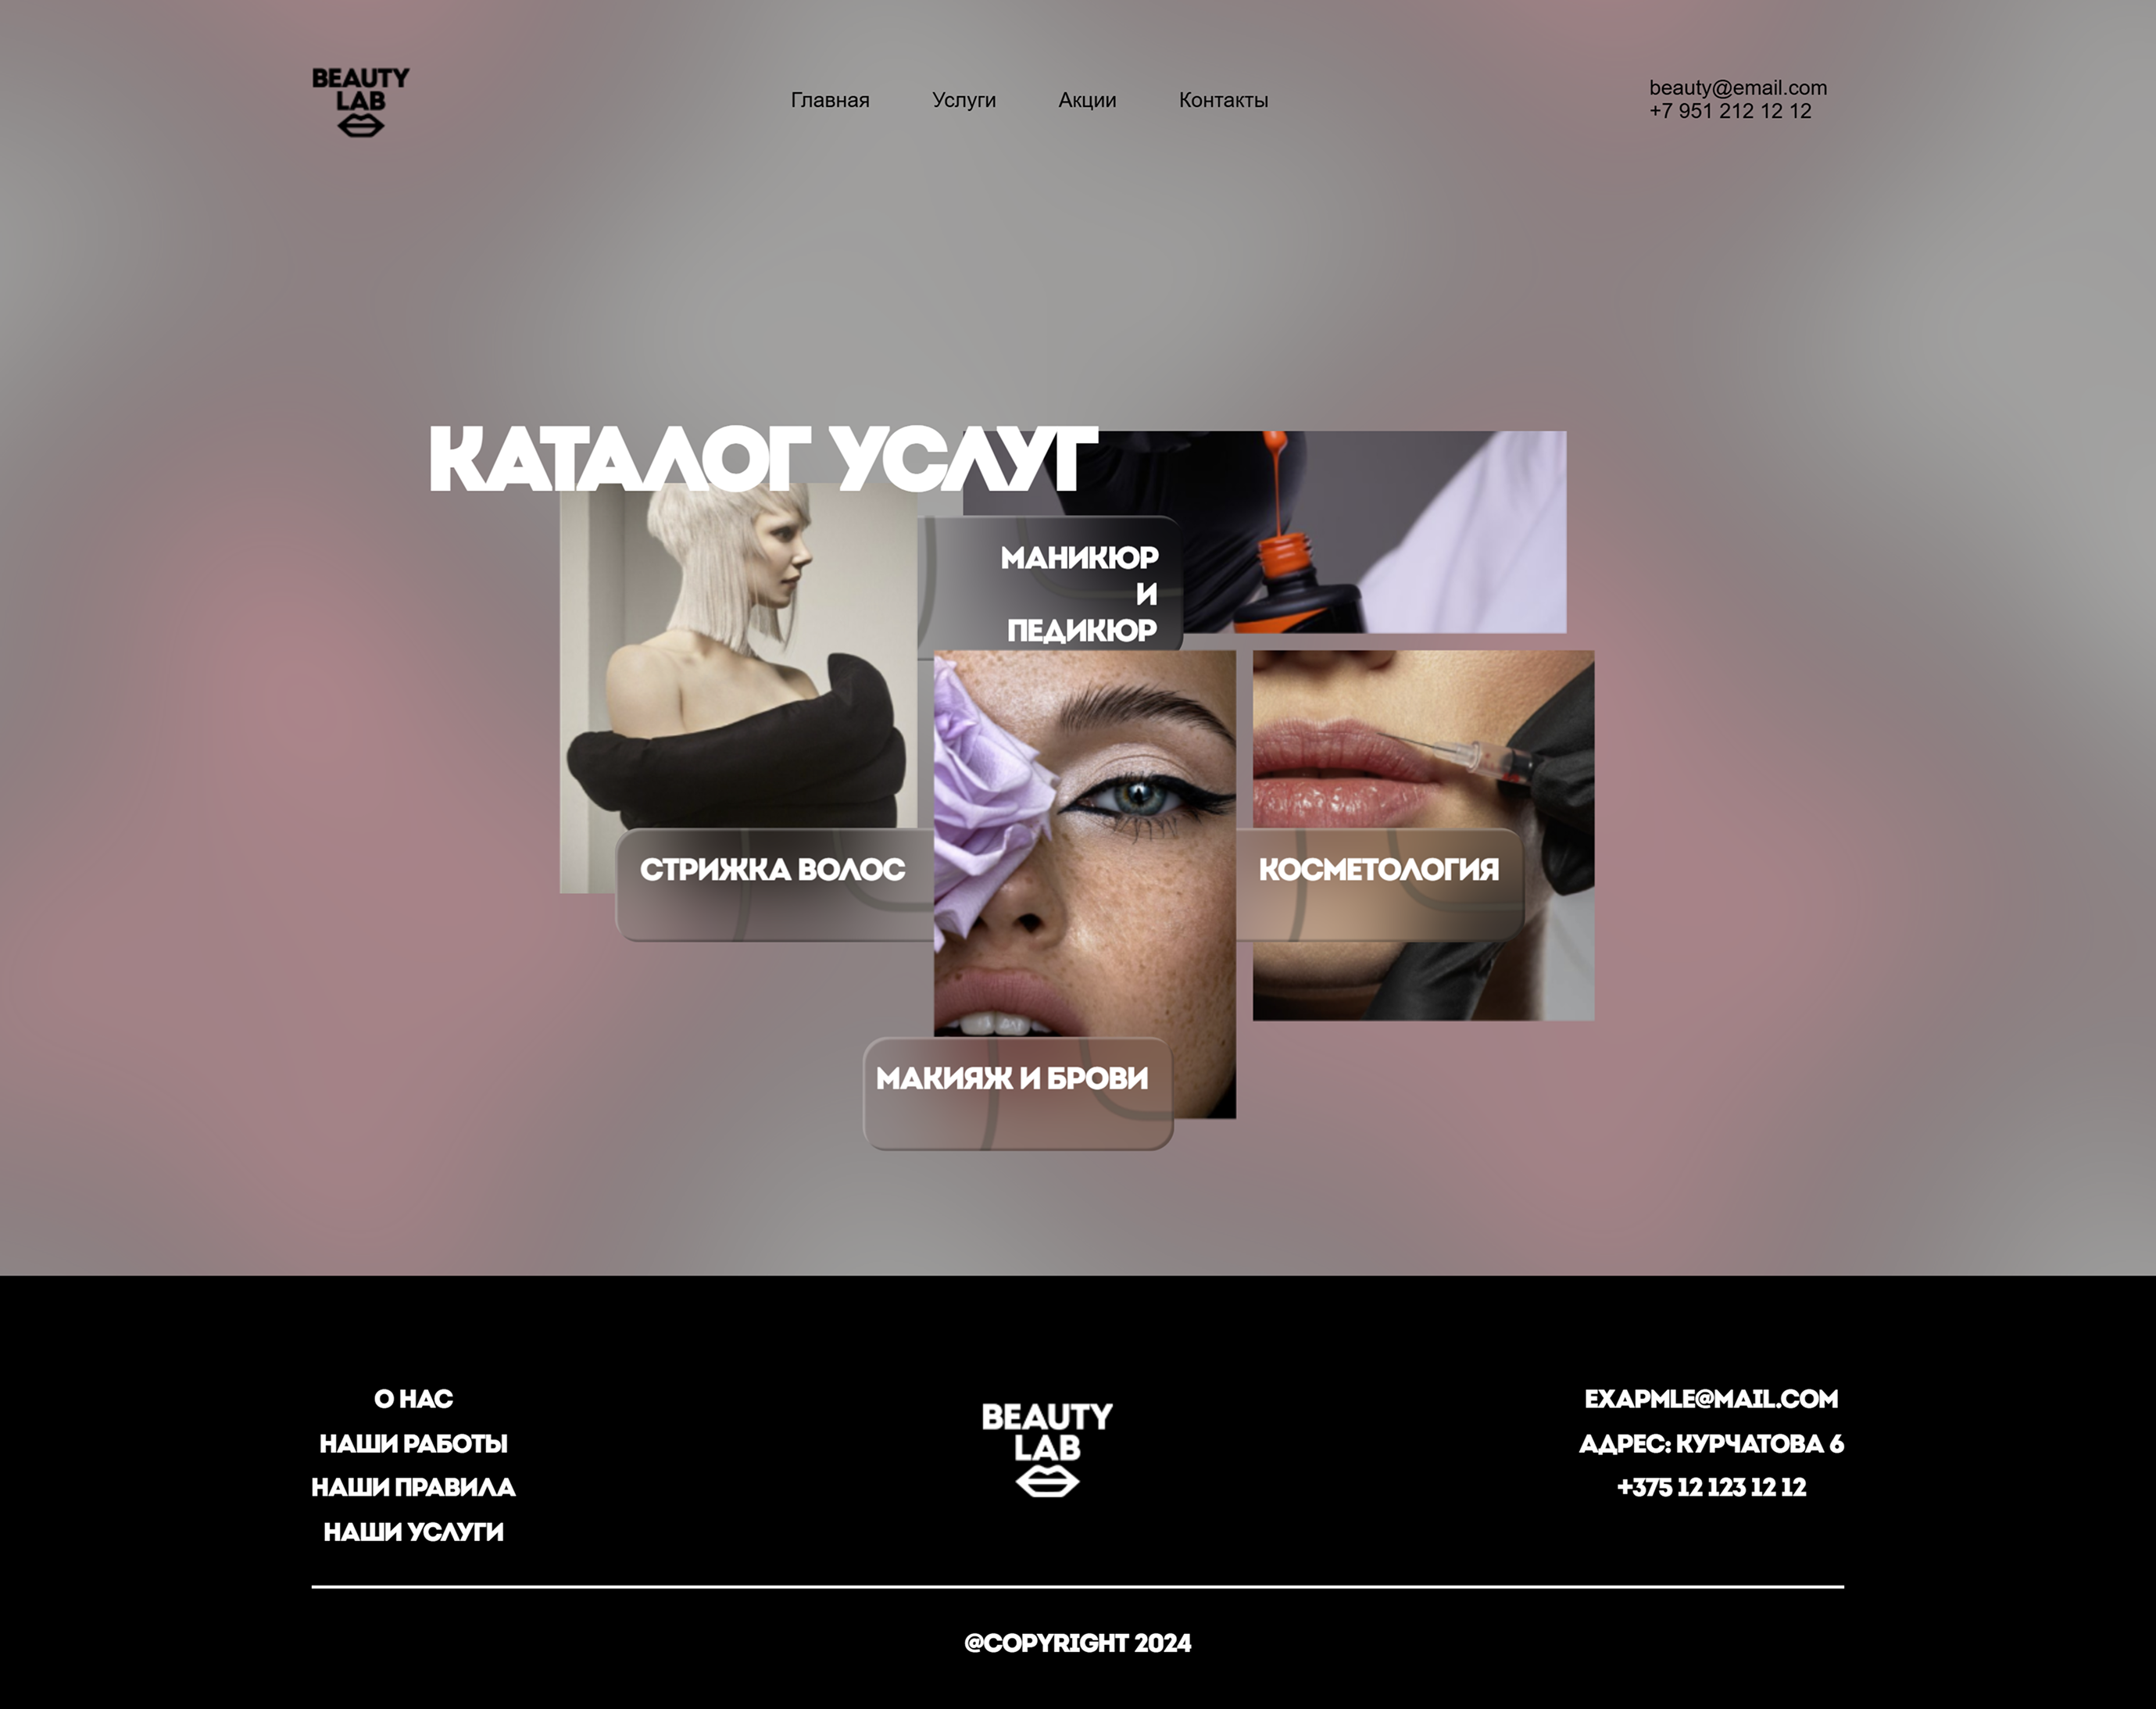 BEAUTY
LAB
Главная Услуги Акции Контакты
beauty@email.com
+7 951 212 12 12
КАТАЛОГ УСЛУГ
МАНИКЮР
И
ПЕДИКЮР
СТРИЖКА ВОЛОС
КОСМЕТОЛОГИЯ
МАКИЯЖ И БРОВИ
О НАС
НАШИ РАБОТЫ
НАШИ ПРАВИЛА
НАШИ УСЛУГИ
BEAUTY
LAB
EXAPMLE@MAIL.COM
АДРЕС: КУРЧАТОВА 6
+375 12 123 12 12
@COPYRIGHT 2024